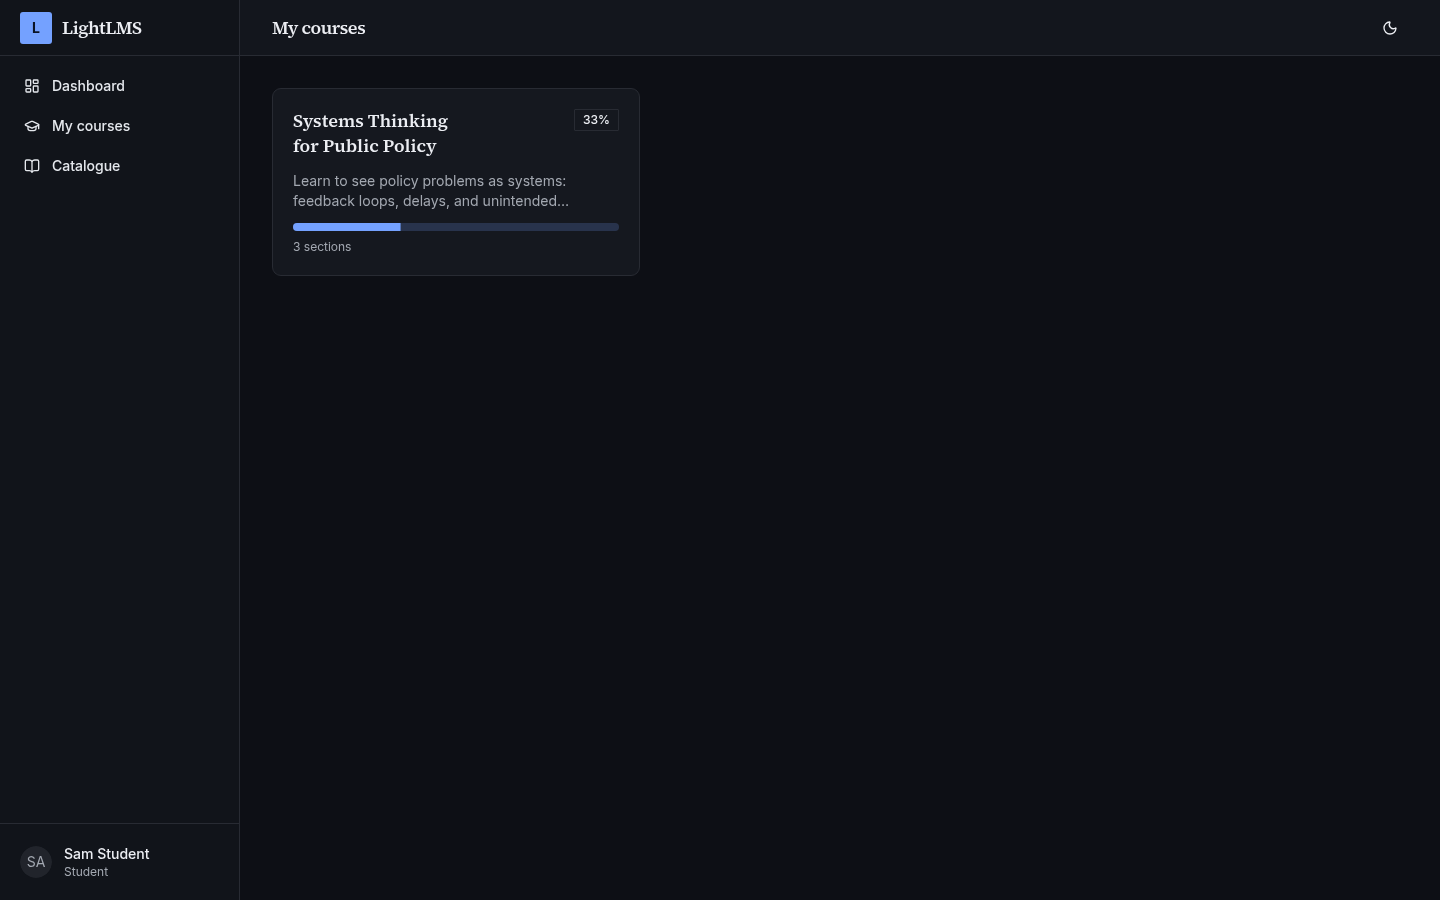 L LightLMS
My courses
Dashboard
My courses
Catalogue
Systems Thinking
for Public Policy
33%
Learn to see policy problems as systems:
feedback loops, delays, and unintended...
3 sections
SA
Sam Student
Student